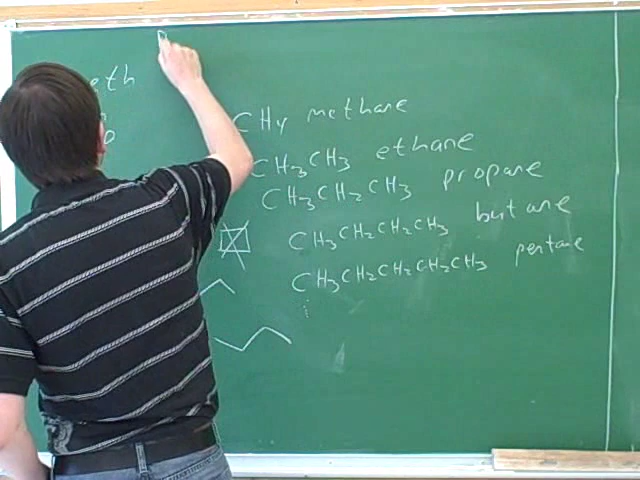 eth
CH4 methane
CH3CH3 ethane
CH3CH2CH3 propane
CH3CH2CH2CH3 butane
CH3CH2CH2CH2CH3 pentane